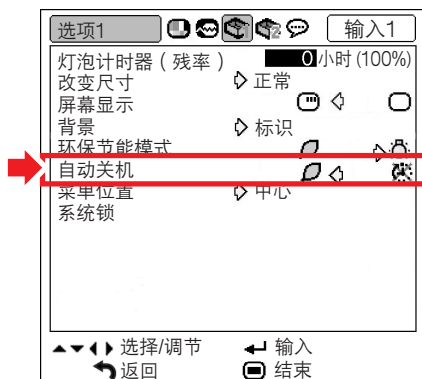 选项1 输入1
灯泡计时器(残率) 0小时(100%)
改变尺寸 正常
屏幕显示
背景 标识
环保节能模式
自动关机
菜单位置 中心
系统锁
选择/调节 输入
返回 结束